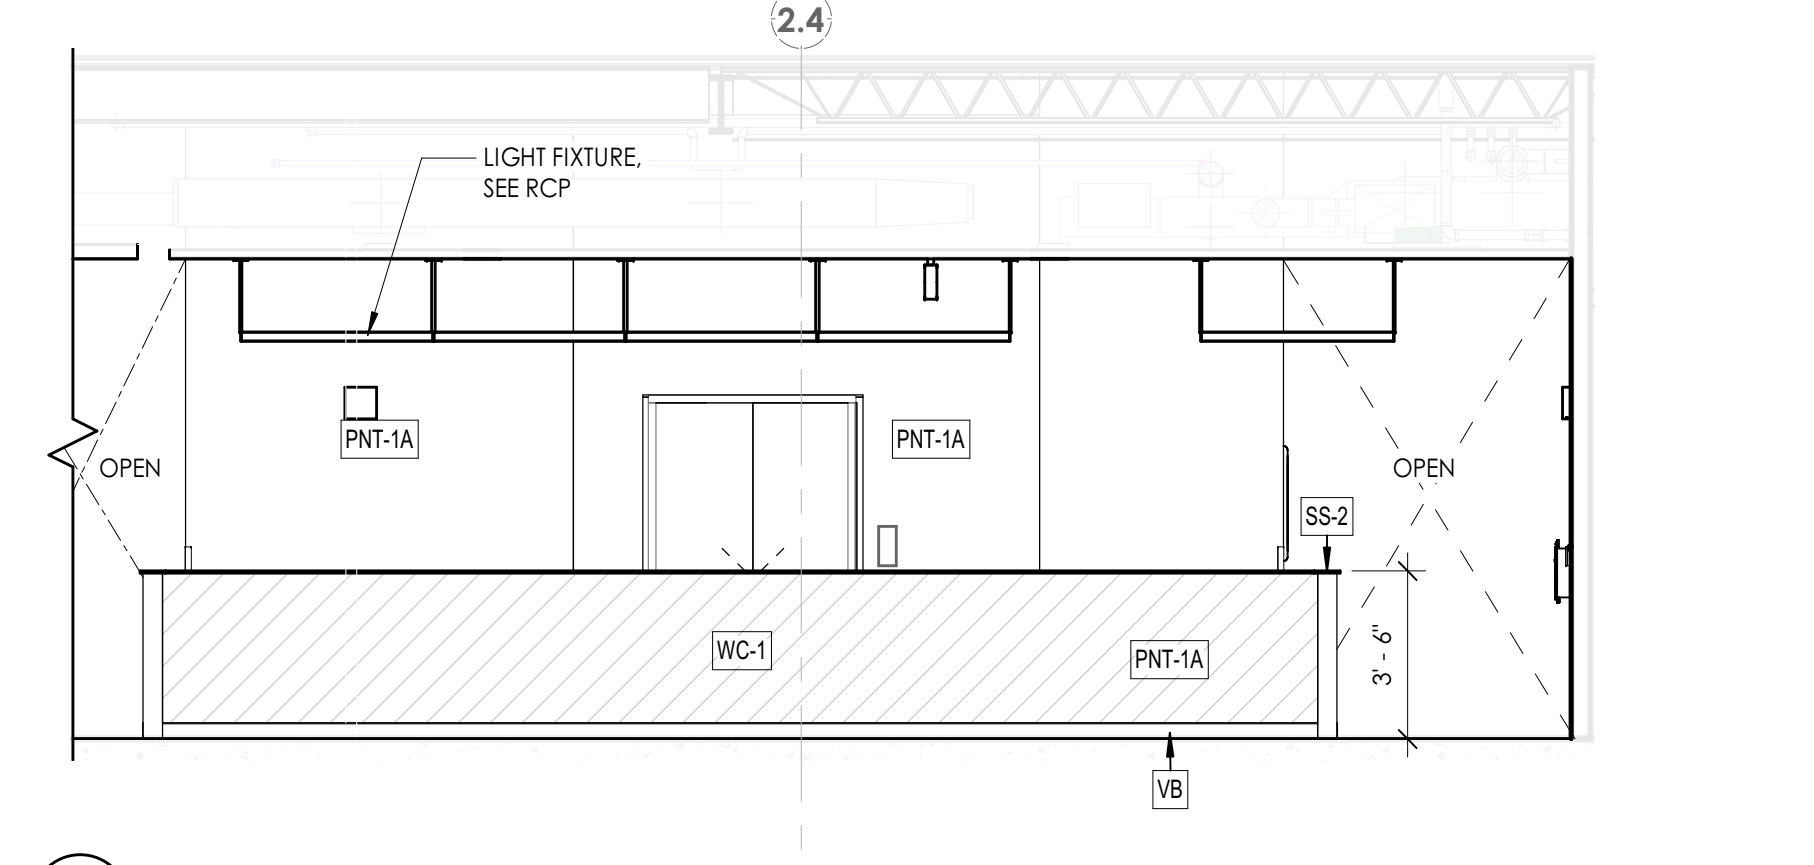 2.4
LIGHT FIXTURE,
SEE RCP
PNT-1A
PNT-1A
OPEN
OPEN
SS-2
WC-1
PNT-1A
3' - 6"
VB